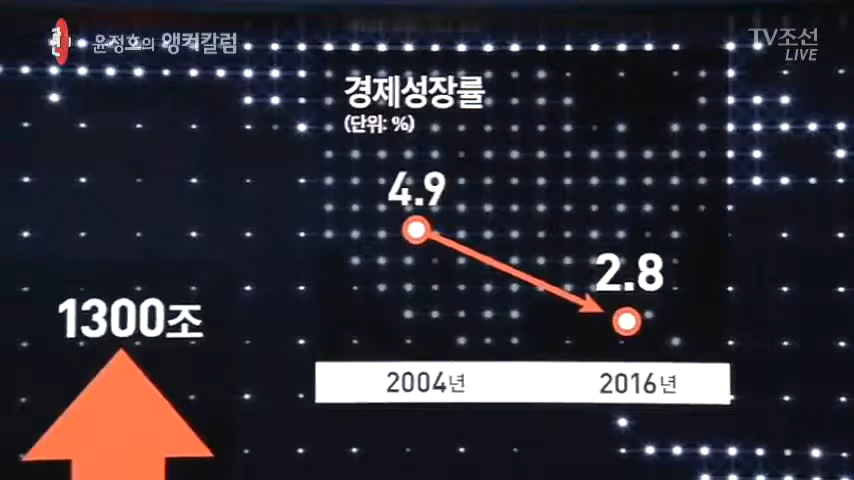 윤정호의 앵커칼럼
TV조선
LIVE
경제성장률
(단위: %)
4.9
2.8
1300조
2004년
2016년